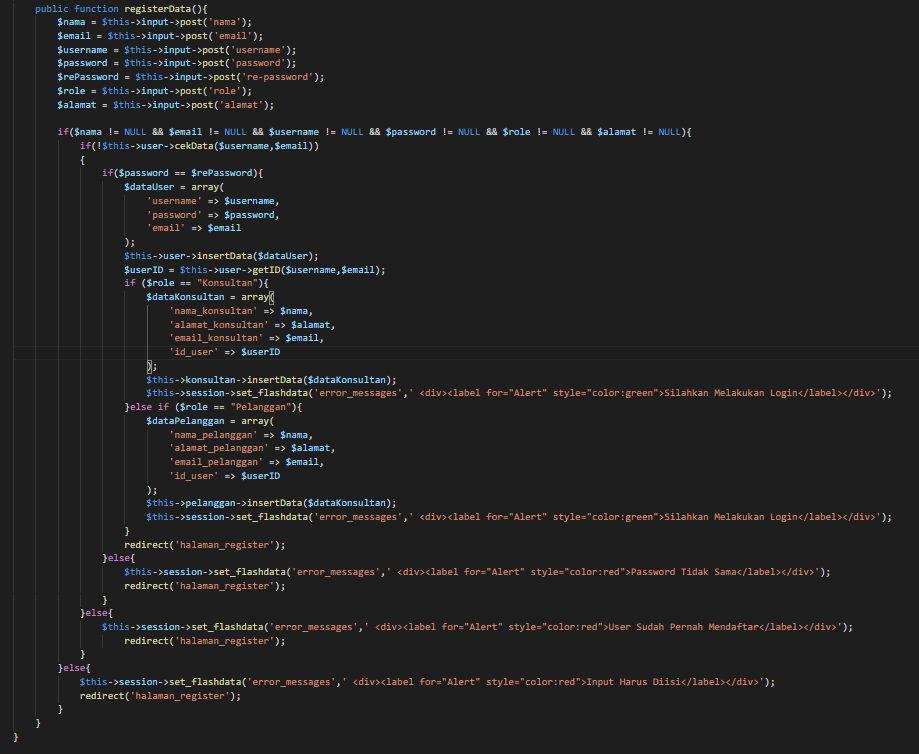 public function registerData(){
$nama = $this->input->post('nama');
$email = $this->input->post('email');
$username = $this->input->post('username');
$password = $this->input->post('password');
$rePassword = $this->input->post('re-password');
$role = $this->input->post('role');
$alamat = $this->input->post('alamat');
if($nama != NULL && $email != NULL && $username != NULL && $password != NULL && $role != NULL && $alamat != NULL){
if(!$this->user->cekData($username,$email))
{
if($password == $rePassword){
$dataUser = array(
'username' => $username,
'password' => $password,
'email' => $email
);
$this->user->insertData($dataUser);
$userID = $this->user->getID($username,$email);
if ($role == "Konsultan"){
$dataKonsultan = array(
'nama_konsultan' => $nama,
'alamat_konsultan' => $alamat,
'email_konsultan' => $email,
'id_user' => $userID
);
$this->konsultan->insertData($dataKonsultan);
$this->session->set_flashdata('error_messages',' <div><label for="Alert" style="color:green">Silahkan Melakukan Login</label></div>');
}else if ($role == "Pelanggan"){
$dataPelanggan = array(
'nama_pelanggan' => $nama,
'alamat_pelanggan' => $alamat,
'email_pelanggan' => $email,
'id_user' => $userID
);
$this->pelanggan->insertData($dataKonsultan);
$this->session->set_flashdata('error_messages',' <div><label for="Alert" style="color:green">Silahkan Melakukan Login</label></div>');
}
redirect('halaman_register');
}else{
$this->session->set_flashdata('error_messages',' <div><label for="Alert" style="color:red">Password Tidak Sama</label></div>');
redirect('halaman_register');
}
}else{
$this->session->set_flashdata('error_messages',' <div><label for="Alert" style="color:red">User Sudah Pernah Mendaftar</label></div>');
redirect('halaman_register');
}
}else{
$this->session->set_flashdata('error_messages',' <div><label for="Alert" style="color:red">Input Harus Diisi</label></div>');
redirect('halaman_register');
}
}
}